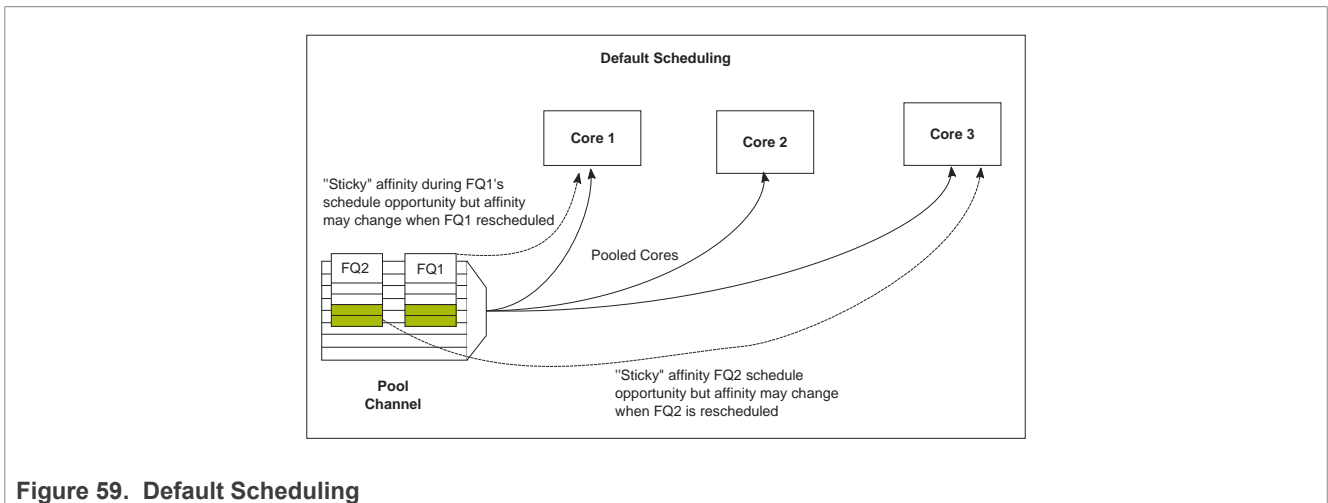 Default Scheduling
Core 1
Core 2
Core 3
"Sticky" affinity during FQ1's
schedule opportunity but affinity
may change when FQ1 rescheduled
Pooled Cores
FQ2
FQ1
"Sticky" affinity FQ2 schedule
opportunity but affinity may change
when FQ2 is rescheduled
Pool
Channel
Figure 59. Default Scheduling